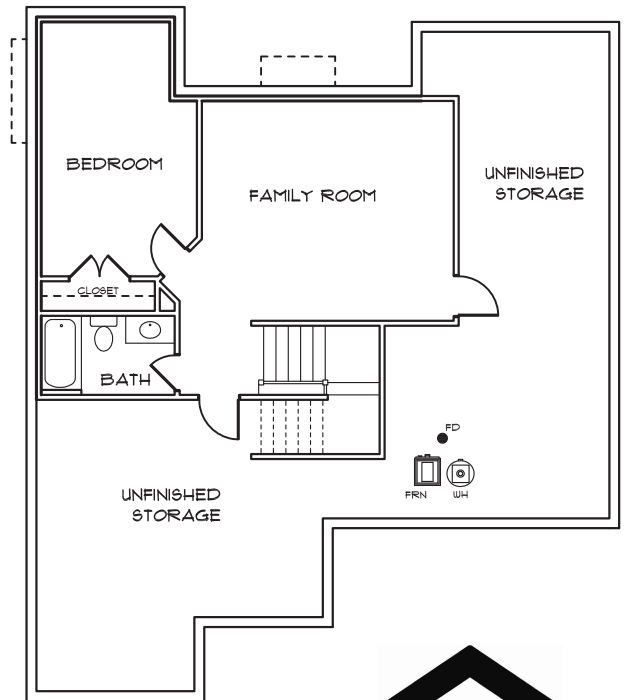 BEDROOM
FAMILY ROOM
UNFINISHED
STORAGE
CLOSET
BATH
FD
FRN
WH
UNFINISHED
STORAGE